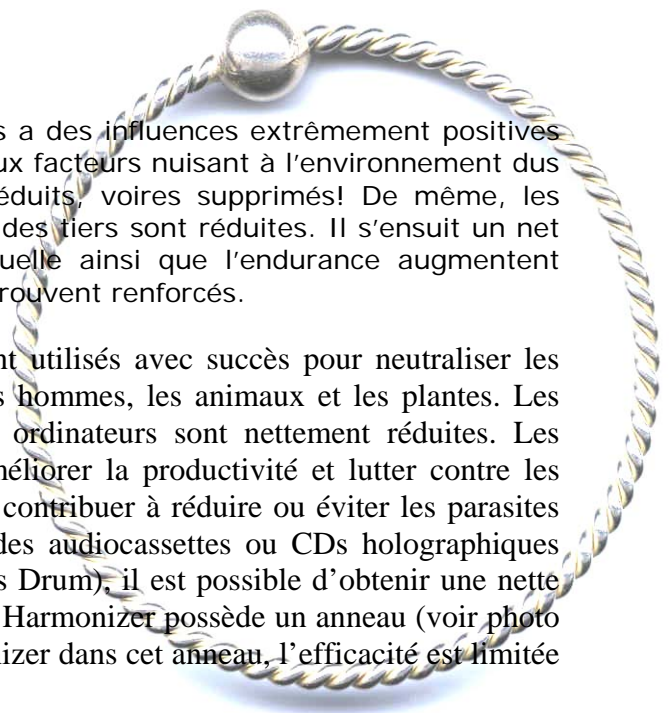 s a des influences extrêmement positives
ux facteurs nuisant à l'environnement dus
éduits, voires supprimés! De même, les
des tiers sont réduites. Il s'ensuit un net
uelle ainsi que l'endurance augmentent
rouvent renforcés.
nt utilisés avec succès pour neutraliser les
s hommes, les animaux et les plantes. Les
ordinateurs sont nettement réduites. Les
méliorer la productivité et lutter contre les
contribuer à réduire ou éviter les parasites
des audiocassettes ou CDs holographiques
s Drum), il est possible d’obtenir une nette
Harmonizer possède un anneau (voir photo
nizer dans cet anneau, l’efficacité est limitée